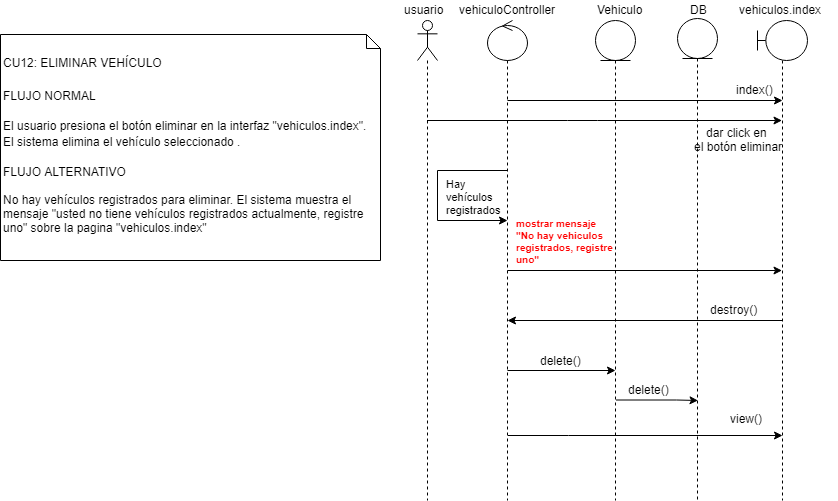 usuario
vehiculoController
Vehiculo
DB
vehiculos.index
CU12: ELIMINAR VEHÍCULO
FLUJO NORMAL
El usuario presiona el botón eliminar en la interfaz "vehiculos.index".
El sistema elimina el vehículo seleccionado .
FLUJO ALTERNATIVO
No hay vehículos registrados para eliminar. El sistema muestra el
mensaje "usted no tiene vehículos registrados actualmente, registre
uno" sobre la pagina "vehiculos.index"
index()
dar click en
el botón eliminar
Hay
vehículos
registrados
mostrar mensaje
"No hay vehiculos
registrados, registre
uno"
destroy()
delete()
delete()
view()